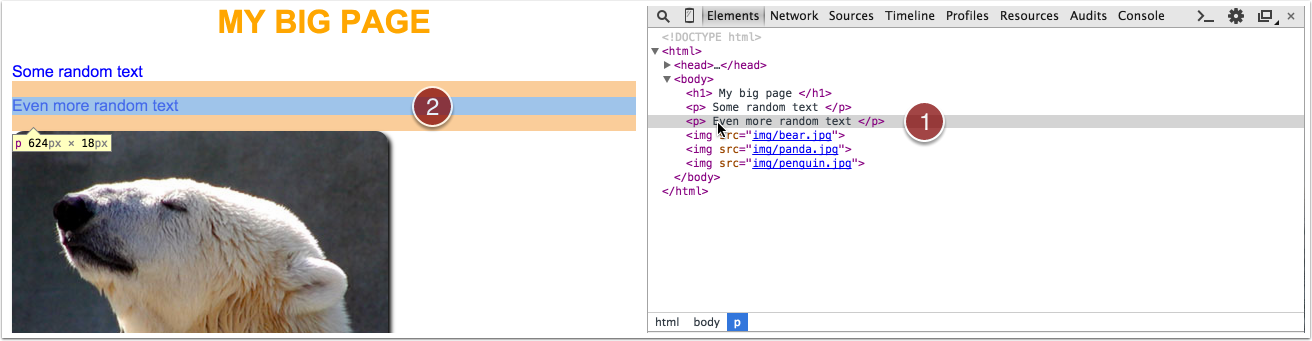 MY BIG PAGE
Some random text
Even more random text
2
p 624px × 18px
Elements Network Sources Timeline Profiles Resources Audits Console
<!DOCTYPE html>
<html>
<head>…</head>
<body>
<h1> My big page </h1>
<p> Some random text </p>
<p> Even more random text </p>
1
<img src="img/bear.jpg">
<img src="img/panda.jpg">
<img src="img/penguin.jpg">
</body>
</html>
html body p